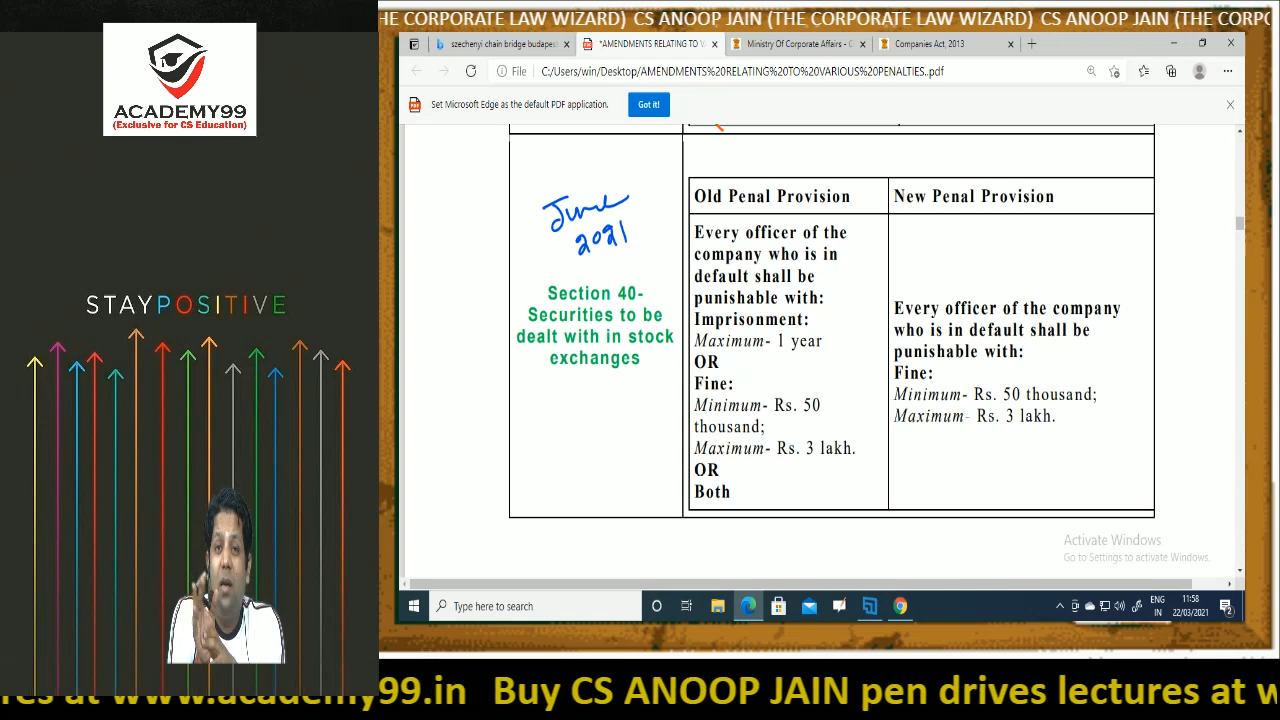 HE CORPORATE LAW WIZARD) CS ANOOP JAIN (THE CORPORATE LAW WIZARD) CS ANOOP JAIN (THE CORPO
ACADEMY99
(Exclusive for CS Education)
STAYPOSITIVE
szechenyi chain bridge budapes
*AMENDMENTS RELATING TO V
Ministry Of Corporate Affairs - C
Companies Act, 2013
File
C:/Users/win/Desktop/AMENDMENTS%20RELATING%20TO%20VARIOUS%20PENALTIES..pdf
Set Microsoft Edge as the default PDF application.
Got it!
June
2021
Section 40-
Securities to be
dealt with in stock
exchanges
Old Penal Provision
Every officer of the
company who is in
default shall be
punishable with:
Imprisonment:
Maximum- 1 year
OR
Fine:
Minimum- Rs. 50
thousand;
Maximum- Rs. 3 lakh.
OR
Both
New Penal Provision
Every officer of the company
who is in default shall be
punishable with:
Fine:
Minimum- Rs. 50 thousand;
Maximum- Rs. 3 lakh.
Activate Windows
Go to Settings to activate Windows.
Type here to search
ENG
IN
11:58
22/03/2021
2
res at www.academy99.in Buy CS ANOOP JAIN pen drives lectures at w